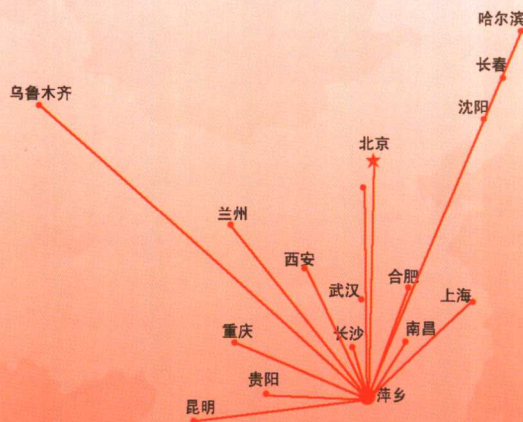 哈尔滨
长春
乌鲁木齐
沈阳
北京
兰州
西安
合肥
武汉
上海
重庆
长沙
南昌
贵阳
萍乡
昆明